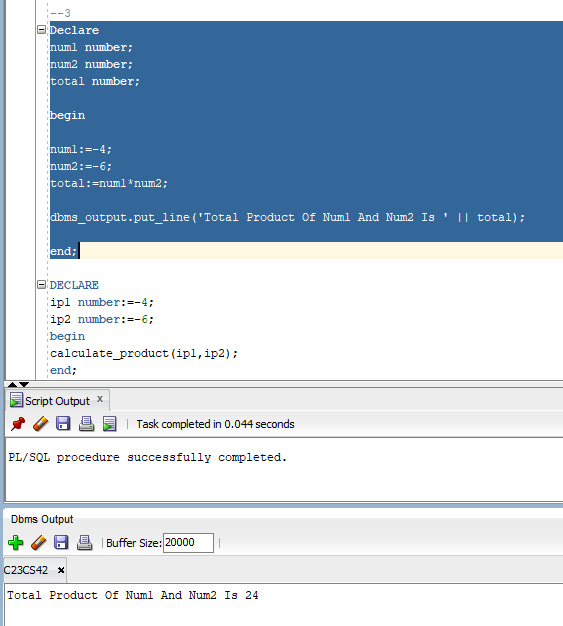 --3
Declare
num1 number;
num2 number;
total number;
begin
num1:=-4;
num2:=-6;
total:=num1*num2;
dbms_output.put_line('Total Product Of Num1 And Num2 Is ' || total);
end;
DECLARE
ip1 number:=-4;
ip2 number:=-6;
begin
calculate_product(ip1,ip2);
end;
Script Output x
Task completed in 0.044 seconds
PL/SQL procedure successfully completed.
Dbms Output
Buffer Size: 20000
C23CS42 x
Total Product Of Num1 And Num2 Is 24